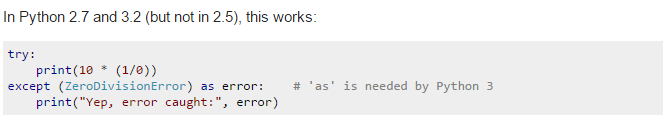 In Python 2.7 and 3.2 (but not in 2.5), this works:
try:
    print(10 * (1/0))
except (ZeroDivisionError) as error:    # 'as' is needed by Python 3
    print("Yep, error caught:", error)